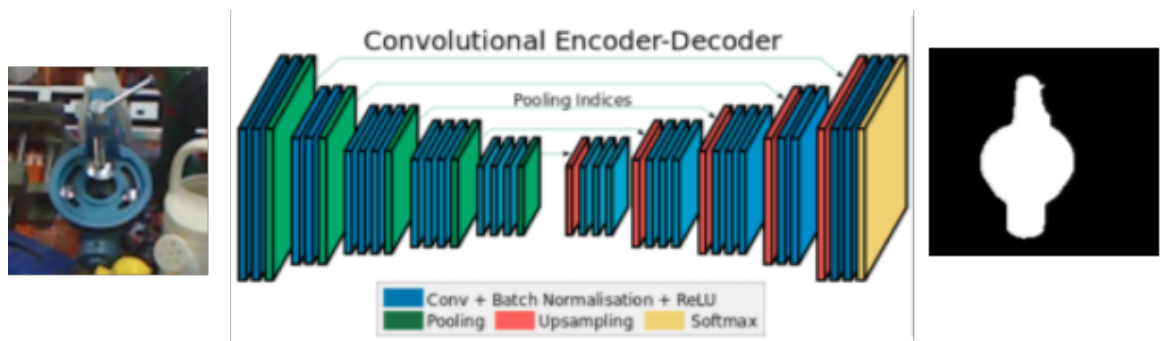 Convolutional Encoder-Decoder
Pooling Indices
Conv + Batch Normalisation + ReLU
Pooling Upsampling Softmax